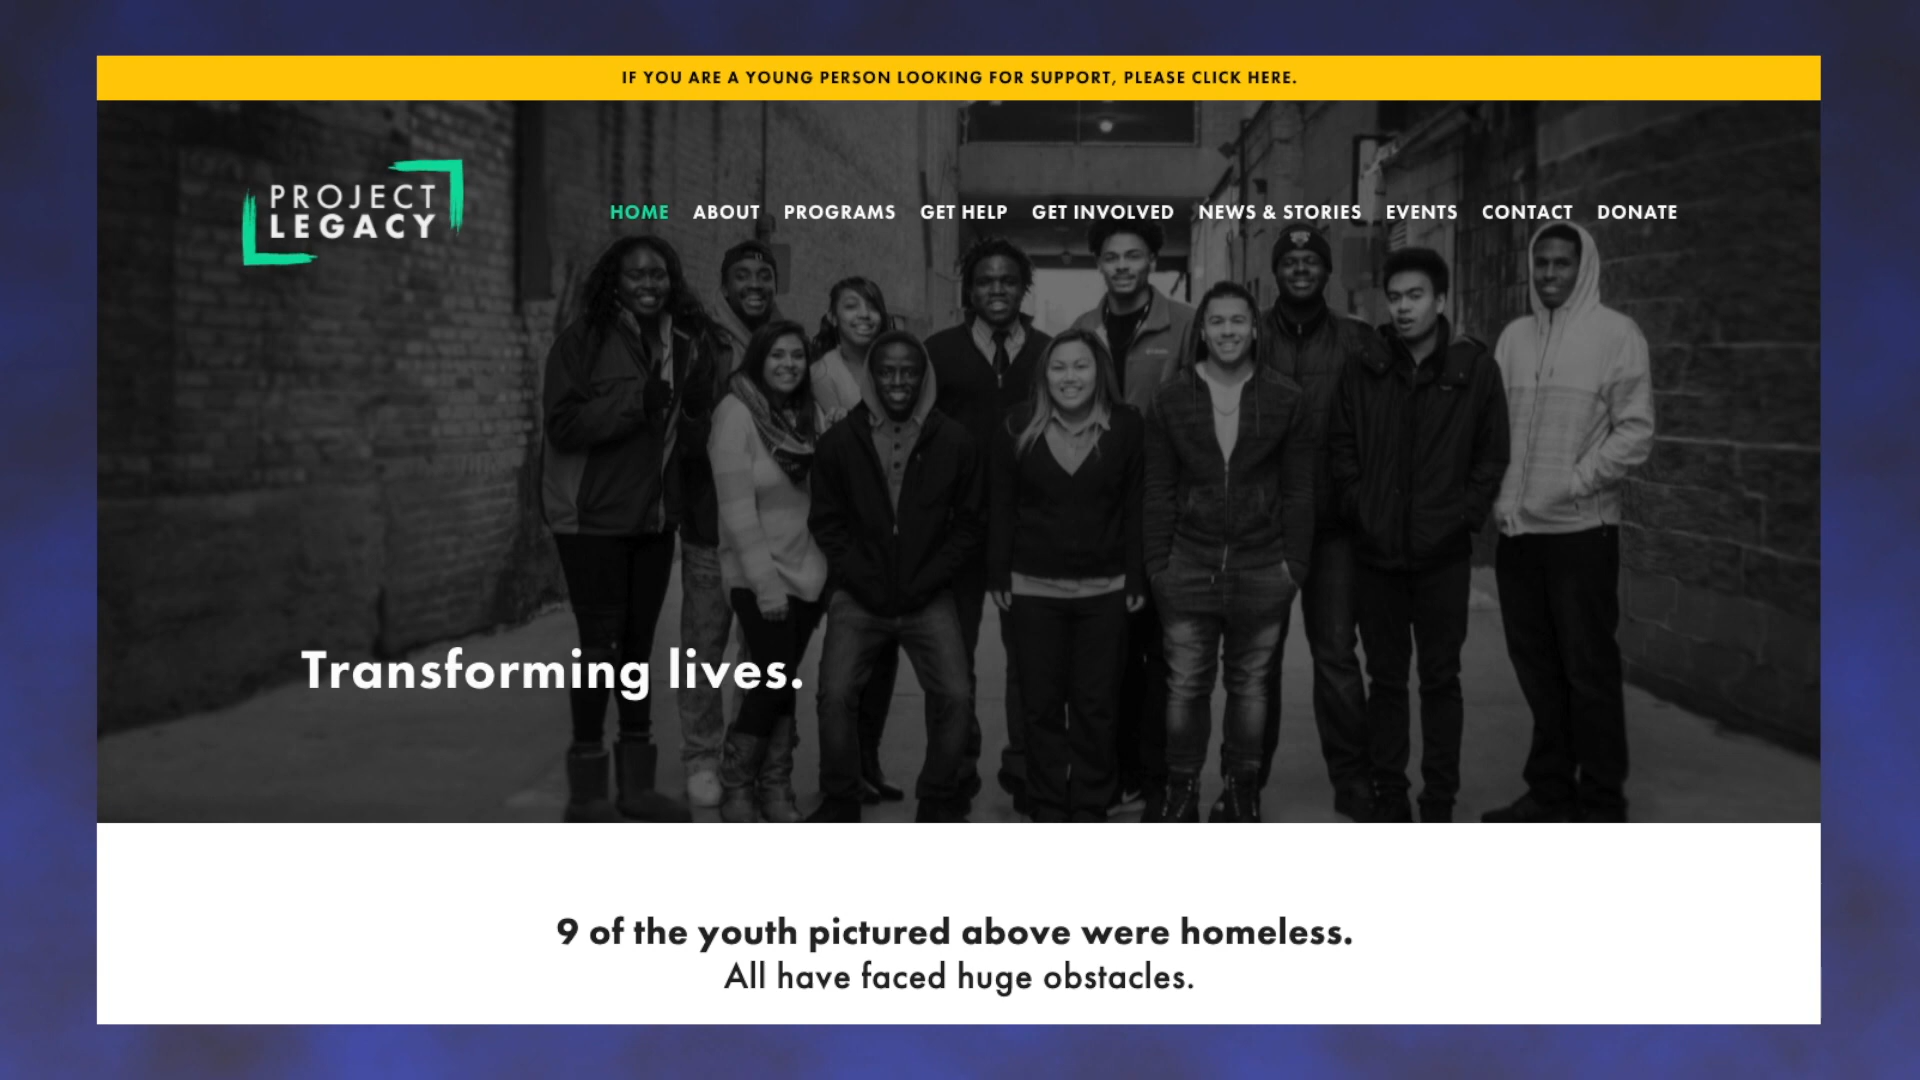 IF YOU ARE A YOUNG PERSON LOOKING FOR SUPPORT, PLEASE CLICK HERE.
PROJECT
LEGACY
HOME ABOUT PROGRAMS GET HELP GET INVOLVED NEWS & STORIES EVENTS CONTACT DONATE
Transforming lives.
9 of the youth pictured above were homeless.
All have faced huge obstacles.